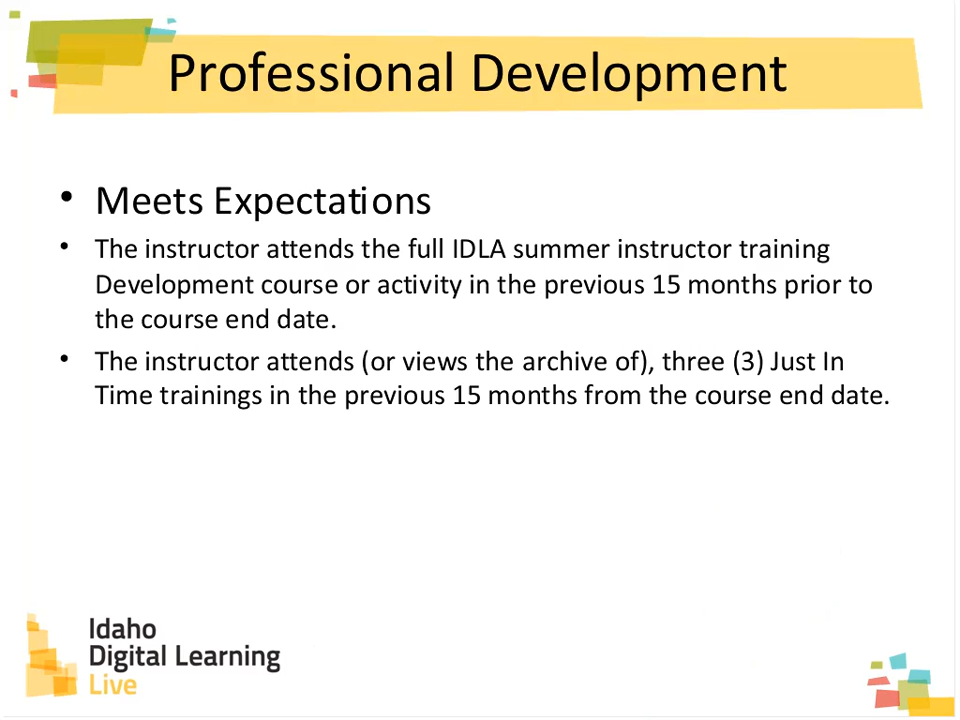 Professional Development
• Meets Expectations
• The instructor attends the full IDLA summer instructor training
Development course or activity in the previous 15 months prior to
the course end date.
• The instructor attends (or views the archive of), three (3) Just In
Time trainings in the previous 15 months from the course end date.
Idaho
Digital Learning
Live